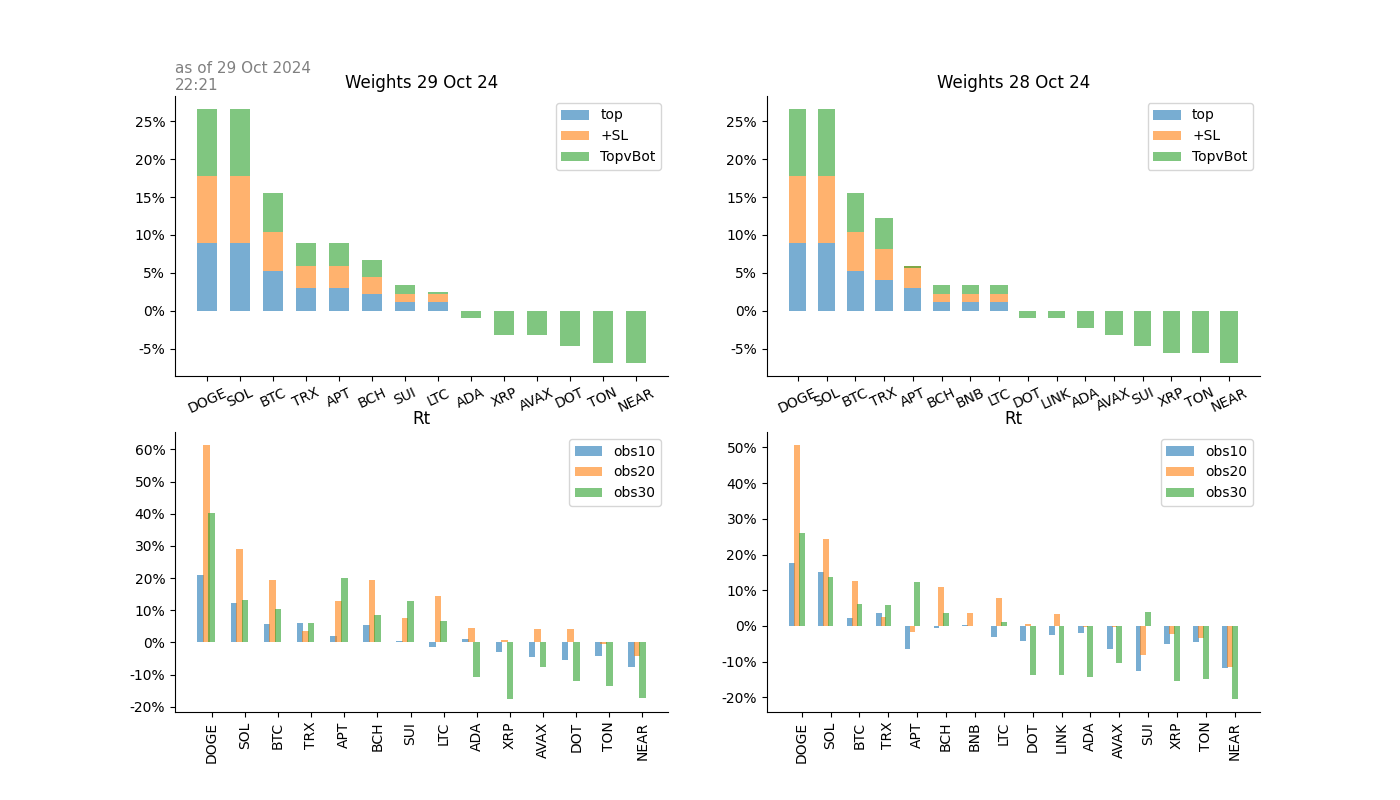 as of 29 Oct 2024
22:21
Weights 29 Oct 24
25%
20%
15%
10%
5%
0%
-5%
top
+SL
TopvBot
DOGE SOL BTC TRX APT BCH SUI LTC ADA XRP AVAX DOT TON NEAR
Weights 28 Oct 24
25%
20%
15%
10%
5%
0%
-5%
top
+SL
TopvBot
DOGE SOL BTC TRX APT BCH BNB LTC DOT LINK ADA AVAX SUI XRP TON NEAR
Rt
60%
50%
40%
30%
20%
10%
0%
-10%
-20%
obs10
obs20
obs30
DOGE SOL BTC TRX APT BCH SUI LTC ADA XRP AVAX DOT TON NEAR
Rt
50%
40%
30%
20%
10%
0%
-10%
-20%
obs10
obs20
obs30
DOGE SOL BTC TRX APT BCH BNB LTC DOT LINK ADA AVAX SUI XRP TON NEAR